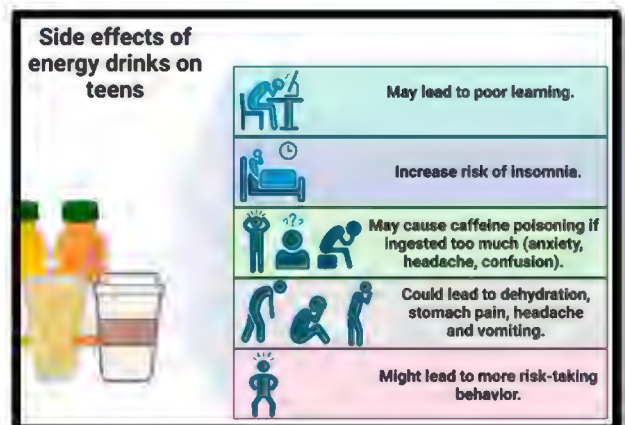 Side effects of
energy drinks on
teens
May lead to poor learning.
Increase risk of insomnia.
??
May cause caffeine poisoning if
ingested too much (anxiety,
headache, confusion).
Could lead to dehydration,
stomach pain, headache
and vomiting.
Might lead to more risk-taking
behavior.